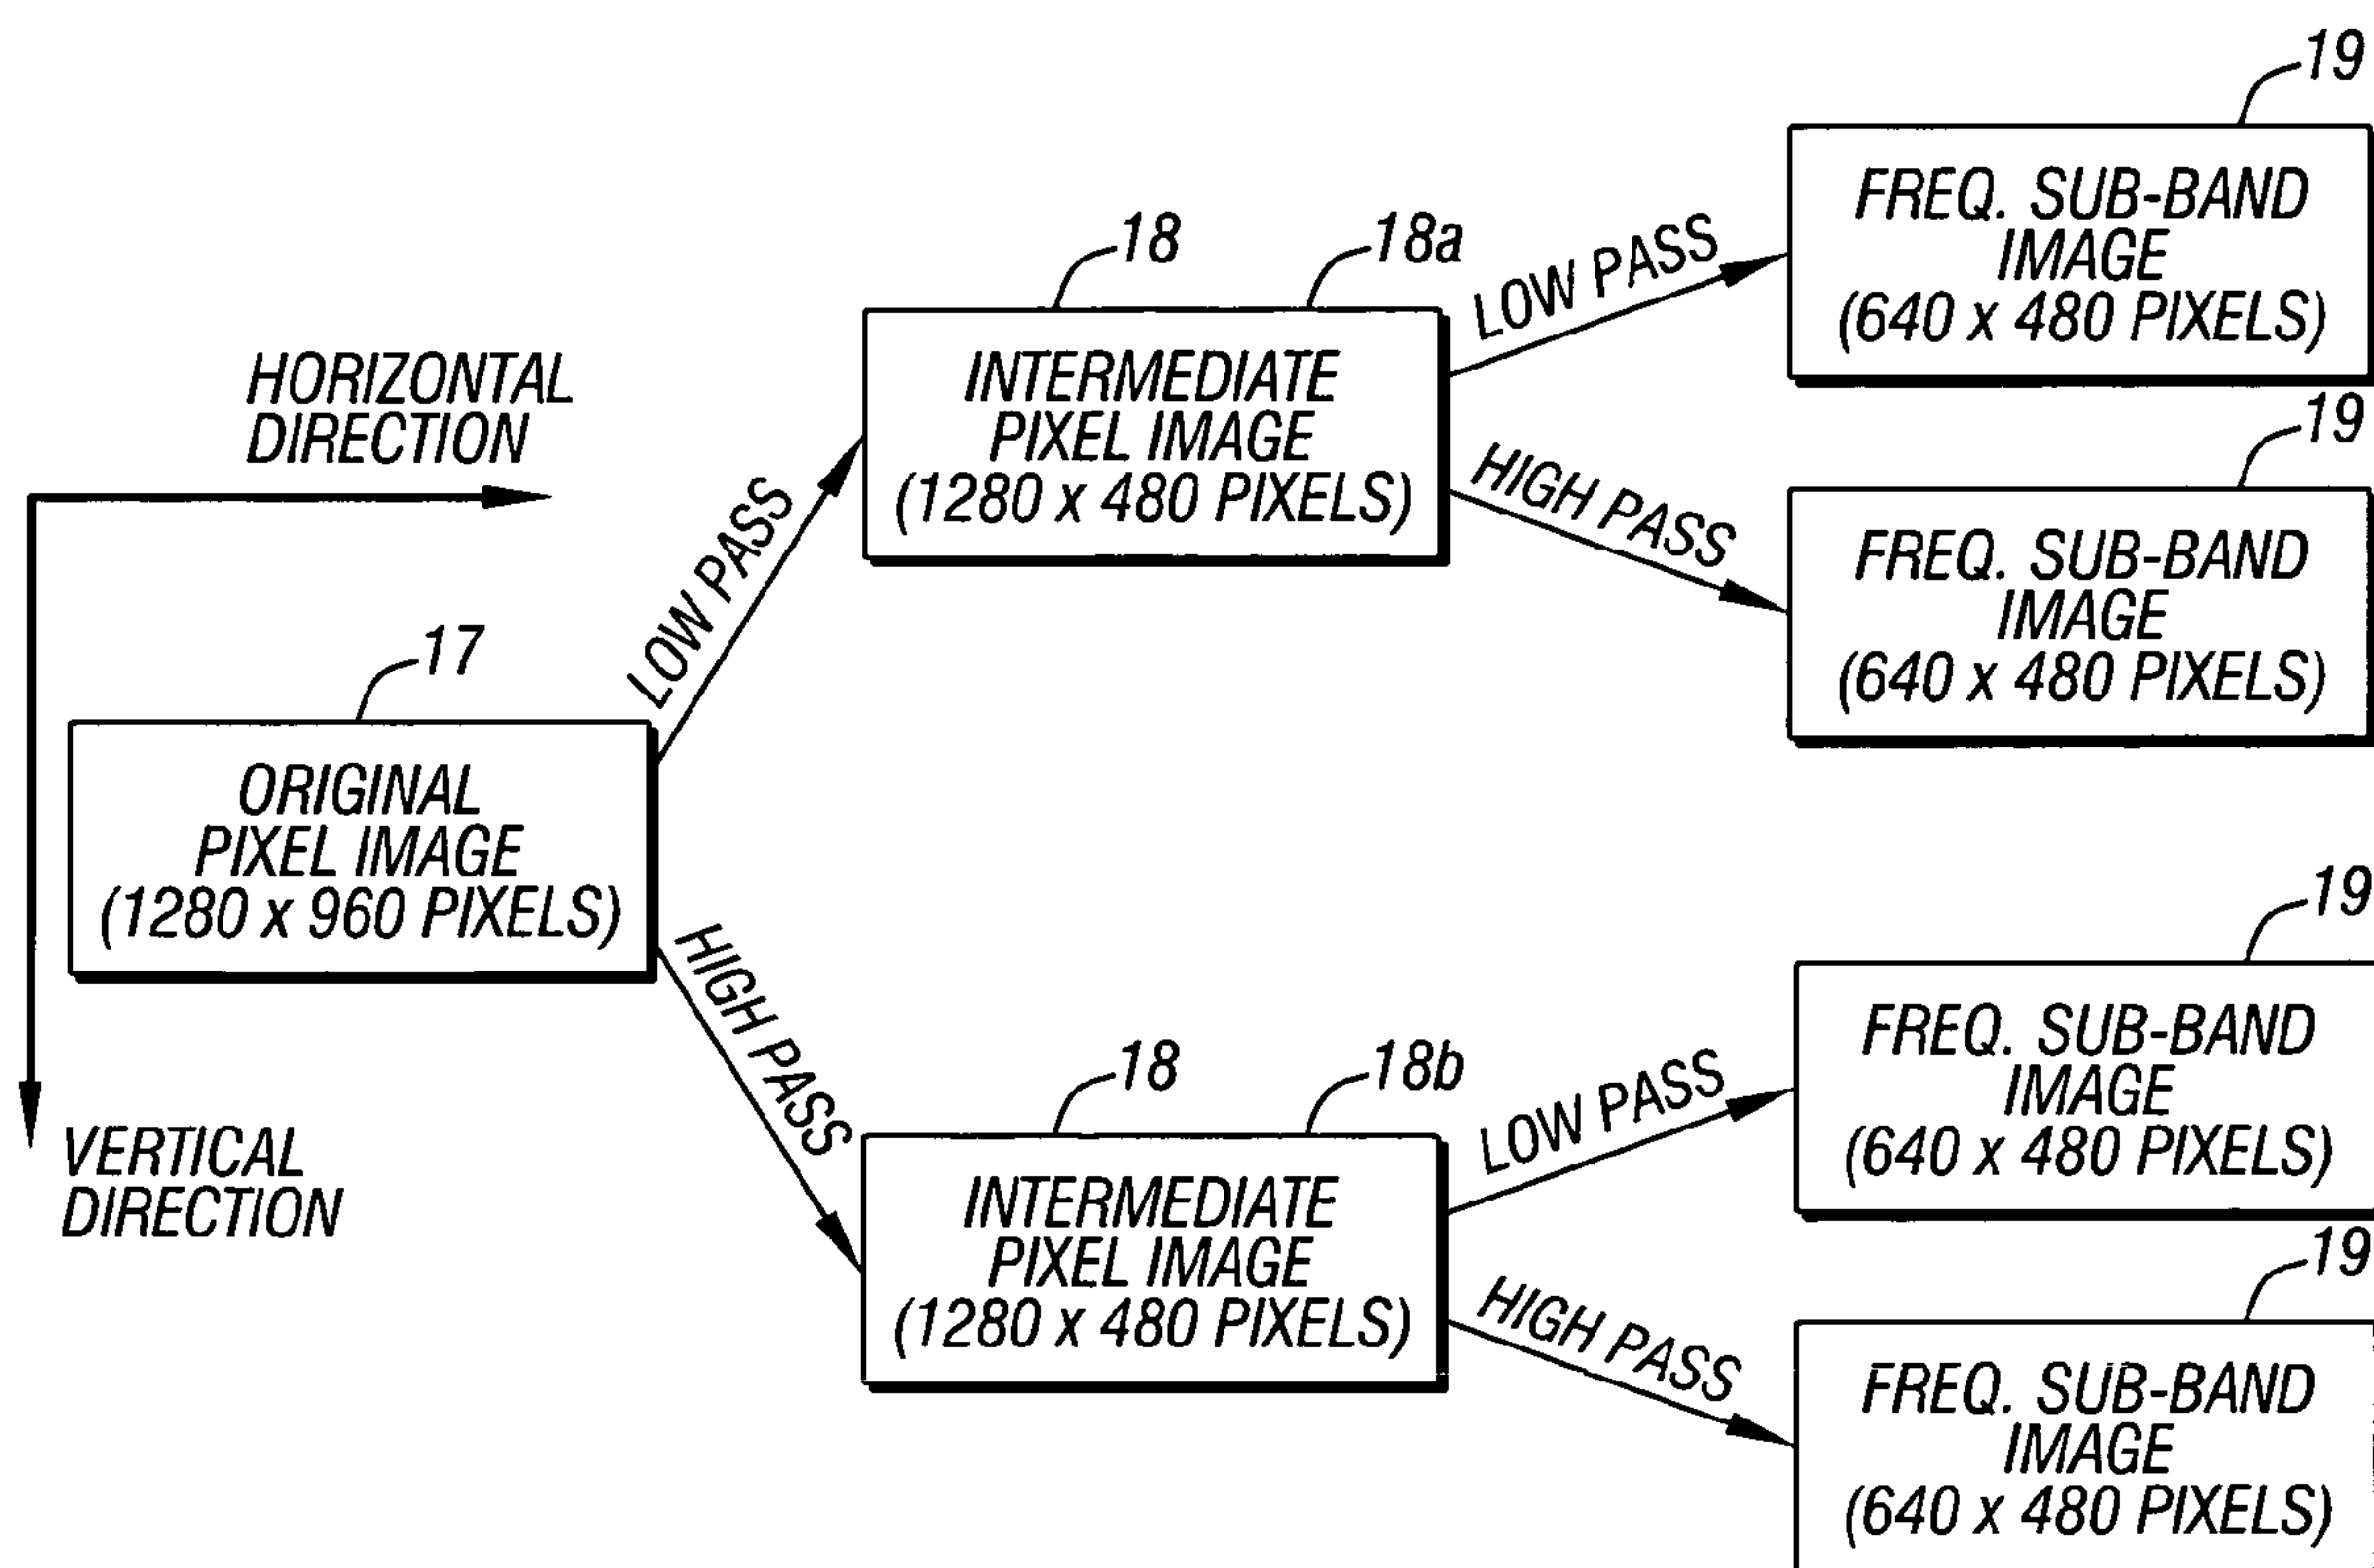 19
FREQ. SUB-BAND
IMAGE
(640 x 480 PIXELS)
18
18a
LOW PASS
INTERMEDIATE
PIXEL IMAGE
(1280 x 480 PIXELS)
HIGH PASS
19
FREQ. SUB-BAND
IMAGE
(640 x 480 PIXELS)
HORIZONTAL
DIRECTION
LOW PASS
17
ORIGINAL
PIXEL IMAGE
(1280 x 960 PIXELS)
HIGH PASS
VERTICAL
DIRECTION
18
18b
INTERMEDIATE
PIXEL IMAGE
(1280 x 480 PIXELS)
LOW PASS
19
FREQ. SUB-BAND
IMAGE
(640 x 480 PIXELS)
HIGH PASS
19
FREQ. SUB-BAND
IMAGE
(640 x 480 PIXELS)